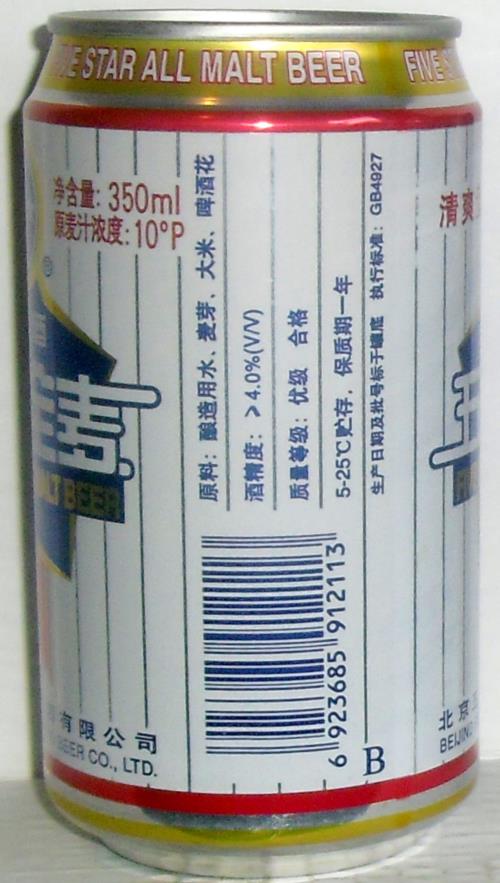 STAR ALL MALT BEER
FIVE
净含量: 350ml
原麦汁浓度: 10°P
清爽
原料: 酿造用水、麦芽、大米、啤酒花
酒精度: >4.0%(V/V)
质量等级: 优级 合格
5-25℃贮存, 保质期一年
生产日期及批号标于罐底 执行标准: GB4927
BEER
6 923685 912113
B
有限公司
BEER CO., LTD.
北京
BEIJING